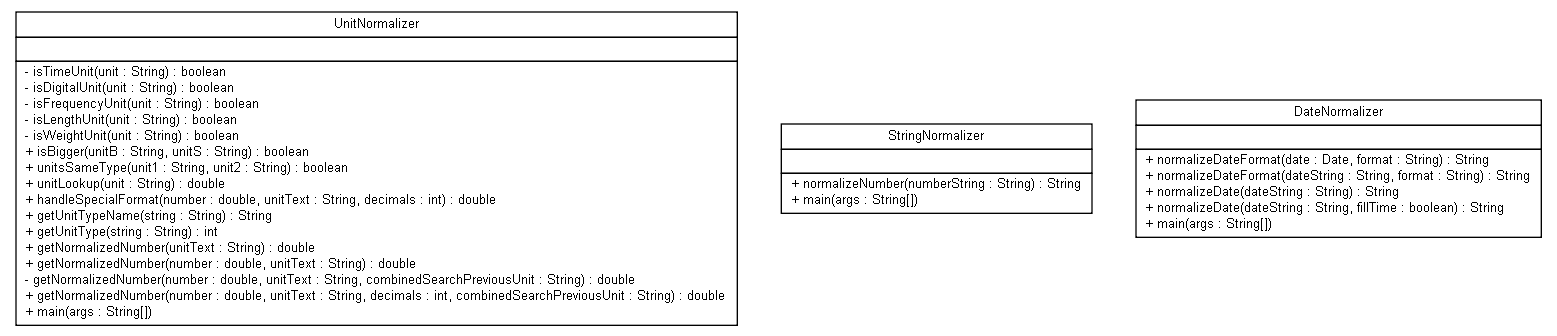 UnitNormalizer
- isTimeUnit(unit : String) : boolean
- isDigitalUnit(unit : String) : boolean
- isFrequencyUnit(unit : String) : boolean
- isLengthUnit(unit : String) : boolean
- isWeightUnit(unit : String) : boolean
+ isBigger(unitB : String, unitS : String) : boolean
+ unitsSameType(unit1 : String, unit2 : String) : boolean
+ unitLookup(unit : String) : double
+ handleSpecialFormat(number : double, unitText : String, decimals : int) : double
+ getUnitTypeName(string : String) : String
+ getUnitType(string : String) : int
+ getNormalizedNumber(unitText : String) : double
+ getNormalizedNumber(number : double, unitText : String) : double
- getNormalizedNumber(number : double, unitText : String, combinedSearchPreviousUnit : String) : double
+ getNormalizedNumber(number : double, unitText : String, decimals : int, combinedSearchPreviousUnit : String) : double
+ main(args : String[])
StringNormalizer
+ normalizeNumber(numberString : String) : String
+ main(args : String[])
DateNormalizer
+ normalizeDateFormat(date : Date, format : String) : String
+ normalizeDateFormat(dateString : String, format : String) : String
+ normalizeDate(dateString : String) : String
+ normalizeDate(dateString : String, fillTime : boolean) : String
+ main(args : String[])